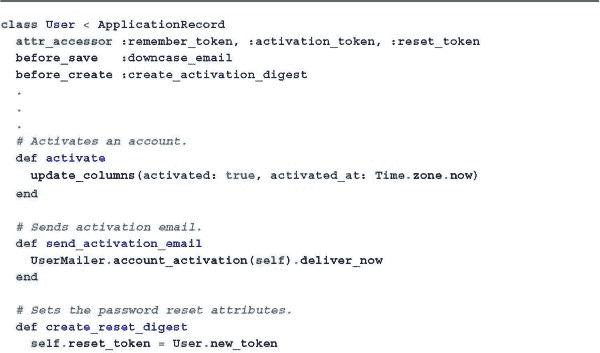 class User < ApplicationRecord
  attr_accessor :remember_token, :activation_token, :reset_token
  before_save   :downcase_email
  before_create :create_activation_digest
  .
  .
  .
  # Activates an account.
  def activate
    update_columns(activated: true, activated_at: Time.zone.now)
  end

  # Sends activation email.
  def send_activation_email
    UserMailer.account_activation(self).deliver_now
  end

  # Sets the password reset attributes.
  def create_reset_digest
    self.reset_token = User.new_token